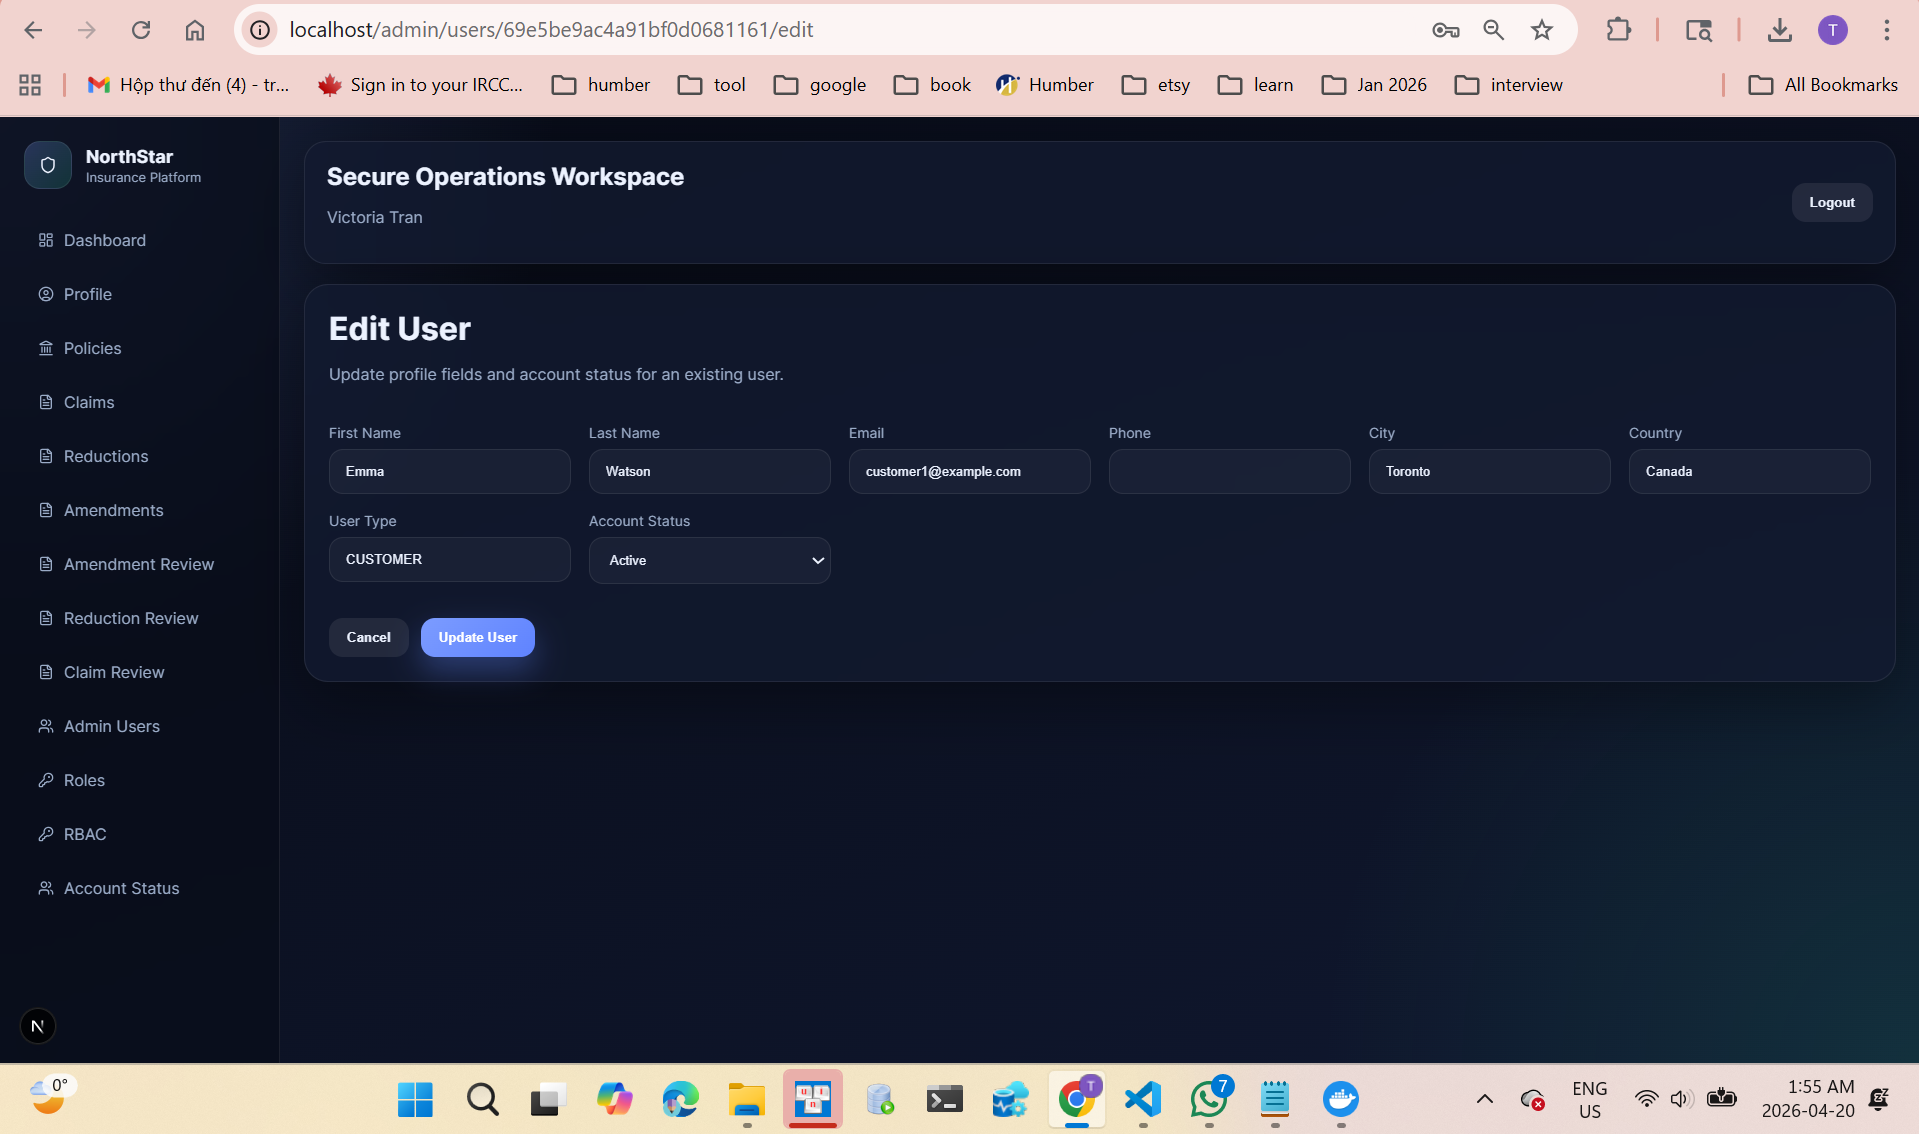 localhost/admin/users/69e5be9ac4a91bf0d0681161/edit
T
Hộp thư đến (4) - tr...
Sign in to your IRCC...
humber
tool
google
book
Humber
etsy
learn
Jan 2026
interview
All Bookmarks
NorthStar
Insurance Platform
Dashboard
Profile
Policies
Claims
Reductions
Amendments
Amendment Review
Reduction Review
Claim Review
Admin Users
Roles
RBAC
Account Status
N
Secure Operations Workspace
Victoria Tran
Logout
Edit User
Update profile fields and account status for an existing user.
First Name
Last Name
Email
Phone
City
Country
Emma
Watson
customer1@example.com
Toronto
Canada
User Type
Account Status
CUSTOMER
Active
Cancel
Update User
0°
T
7
ENG
US
1:55 AM
2026-04-20